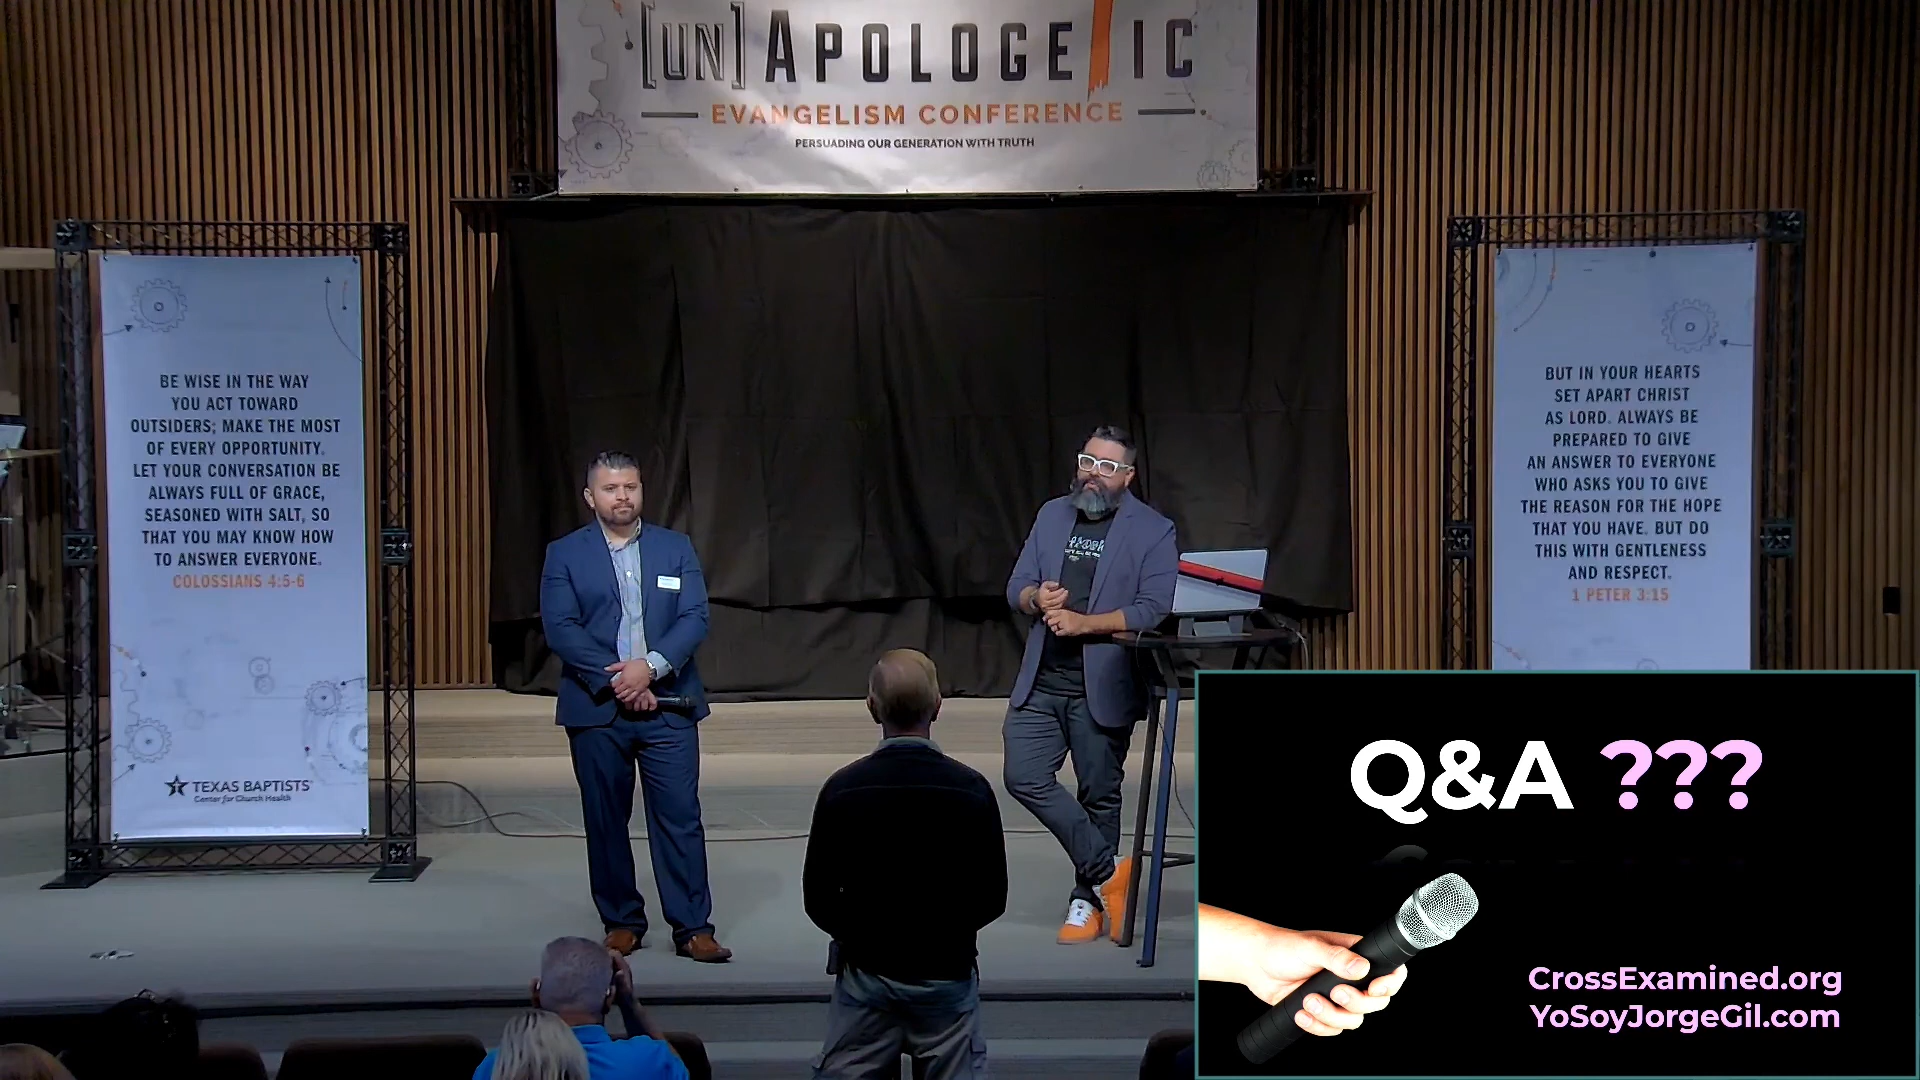 [UN]APOLOGETIC
EVANGELISM CONFERENCE
PERSUADING OUR GENERATION WITH TRUTH
BE WISE IN THE WAY
YOU ACT TOWARD
OUTSIDERS; MAKE THE MOST
OF EVERY OPPORTUNITY.
LET YOUR CONVERSATION BE
ALWAYS FULL OF GRACE,
SEASONED WITH SALT, SO
THAT YOU MAY KNOW HOW
TO ANSWER EVERYONE.
COLOSSIANS 4:5-6
TEXAS BAPTISTS
Center for Church Health
BUT IN YOUR HEARTS
SET APART CHRIST
AS LORD. ALWAYS BE
PREPARED TO GIVE
AN ANSWER TO EVERYONE
WHO ASKS YOU TO GIVE
THE REASON FOR THE HOPE
THAT YOU HAVE. BUT DO
THIS WITH GENTLENESS
AND RESPECT.
1 PETER 3:15
Q&A ???
CrossExamined.org
YoSoyJorgeGil.com